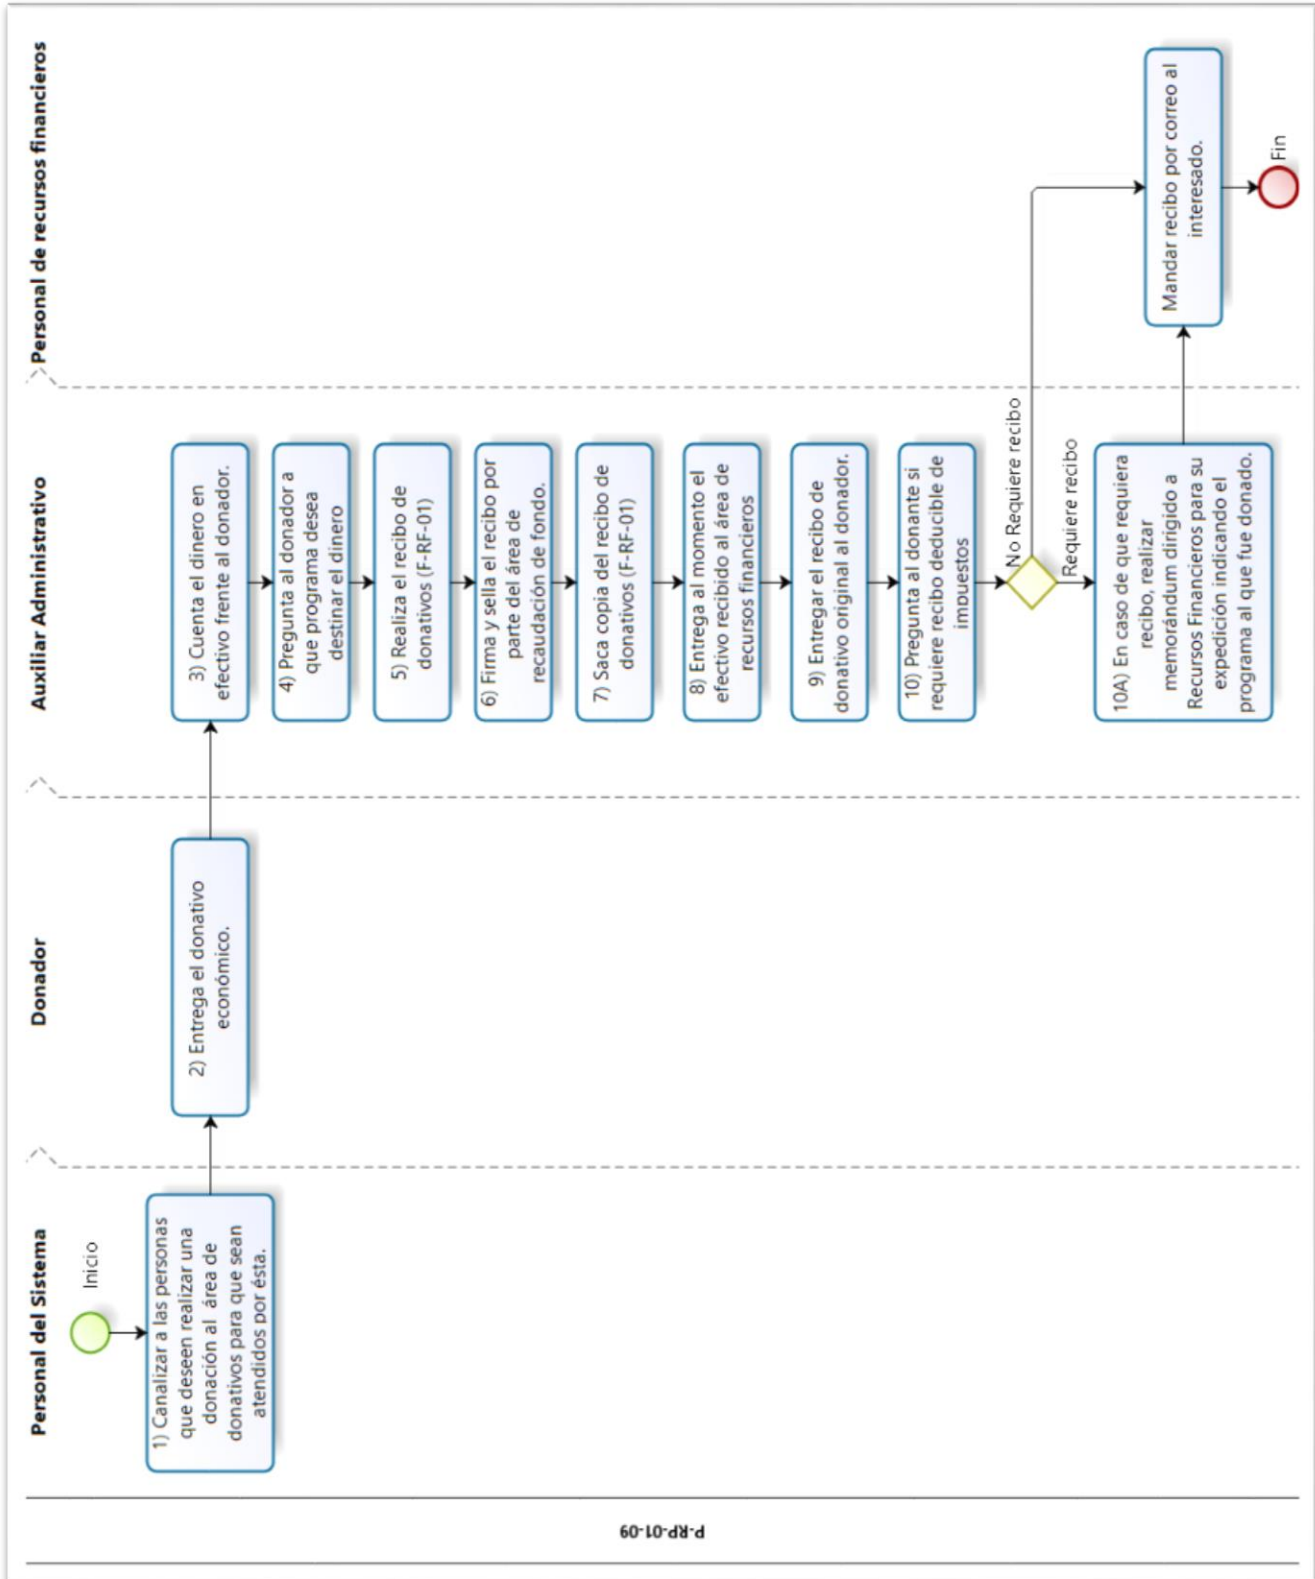 P-RP-01-09
Personal del Sistema
Donador
Auxiliar Administrativo
Personal de recursos financieros
Inicio
1) Canalizar a las personas
que deseen realizar una
donación al área de
donativos para que sean
atendidos por ésta.
2) Entrega el donativo
económico.
3) Cuenta el dinero en
efectivo frente al donador.
4) Pregunta al donador a
que programa desea
destinar el dinero
5) Realiza el recibo de
donativos (F-RF-01)
6) Firma y sella el recibo por
parte del área de
recaudación de fondo.
7) Saca copia del recibo de
donativos (F-RF-01)
8) Entrega al momento el
efectivo recibido al área de
recursos financieros
9) Entregar el recibo de
donativo original al donador.
10) Pregunta al donante si
requiere recibo deducible de
impuestos
No Requiere recibo
Requiere recibo
10A) En caso de que requiera
recibo, realizar
memorándum dirigido a
Recursos Financieros para su
expedición indicando el
programa al que fue donado.
Mandar recibo por correo al
interesado.
Fin